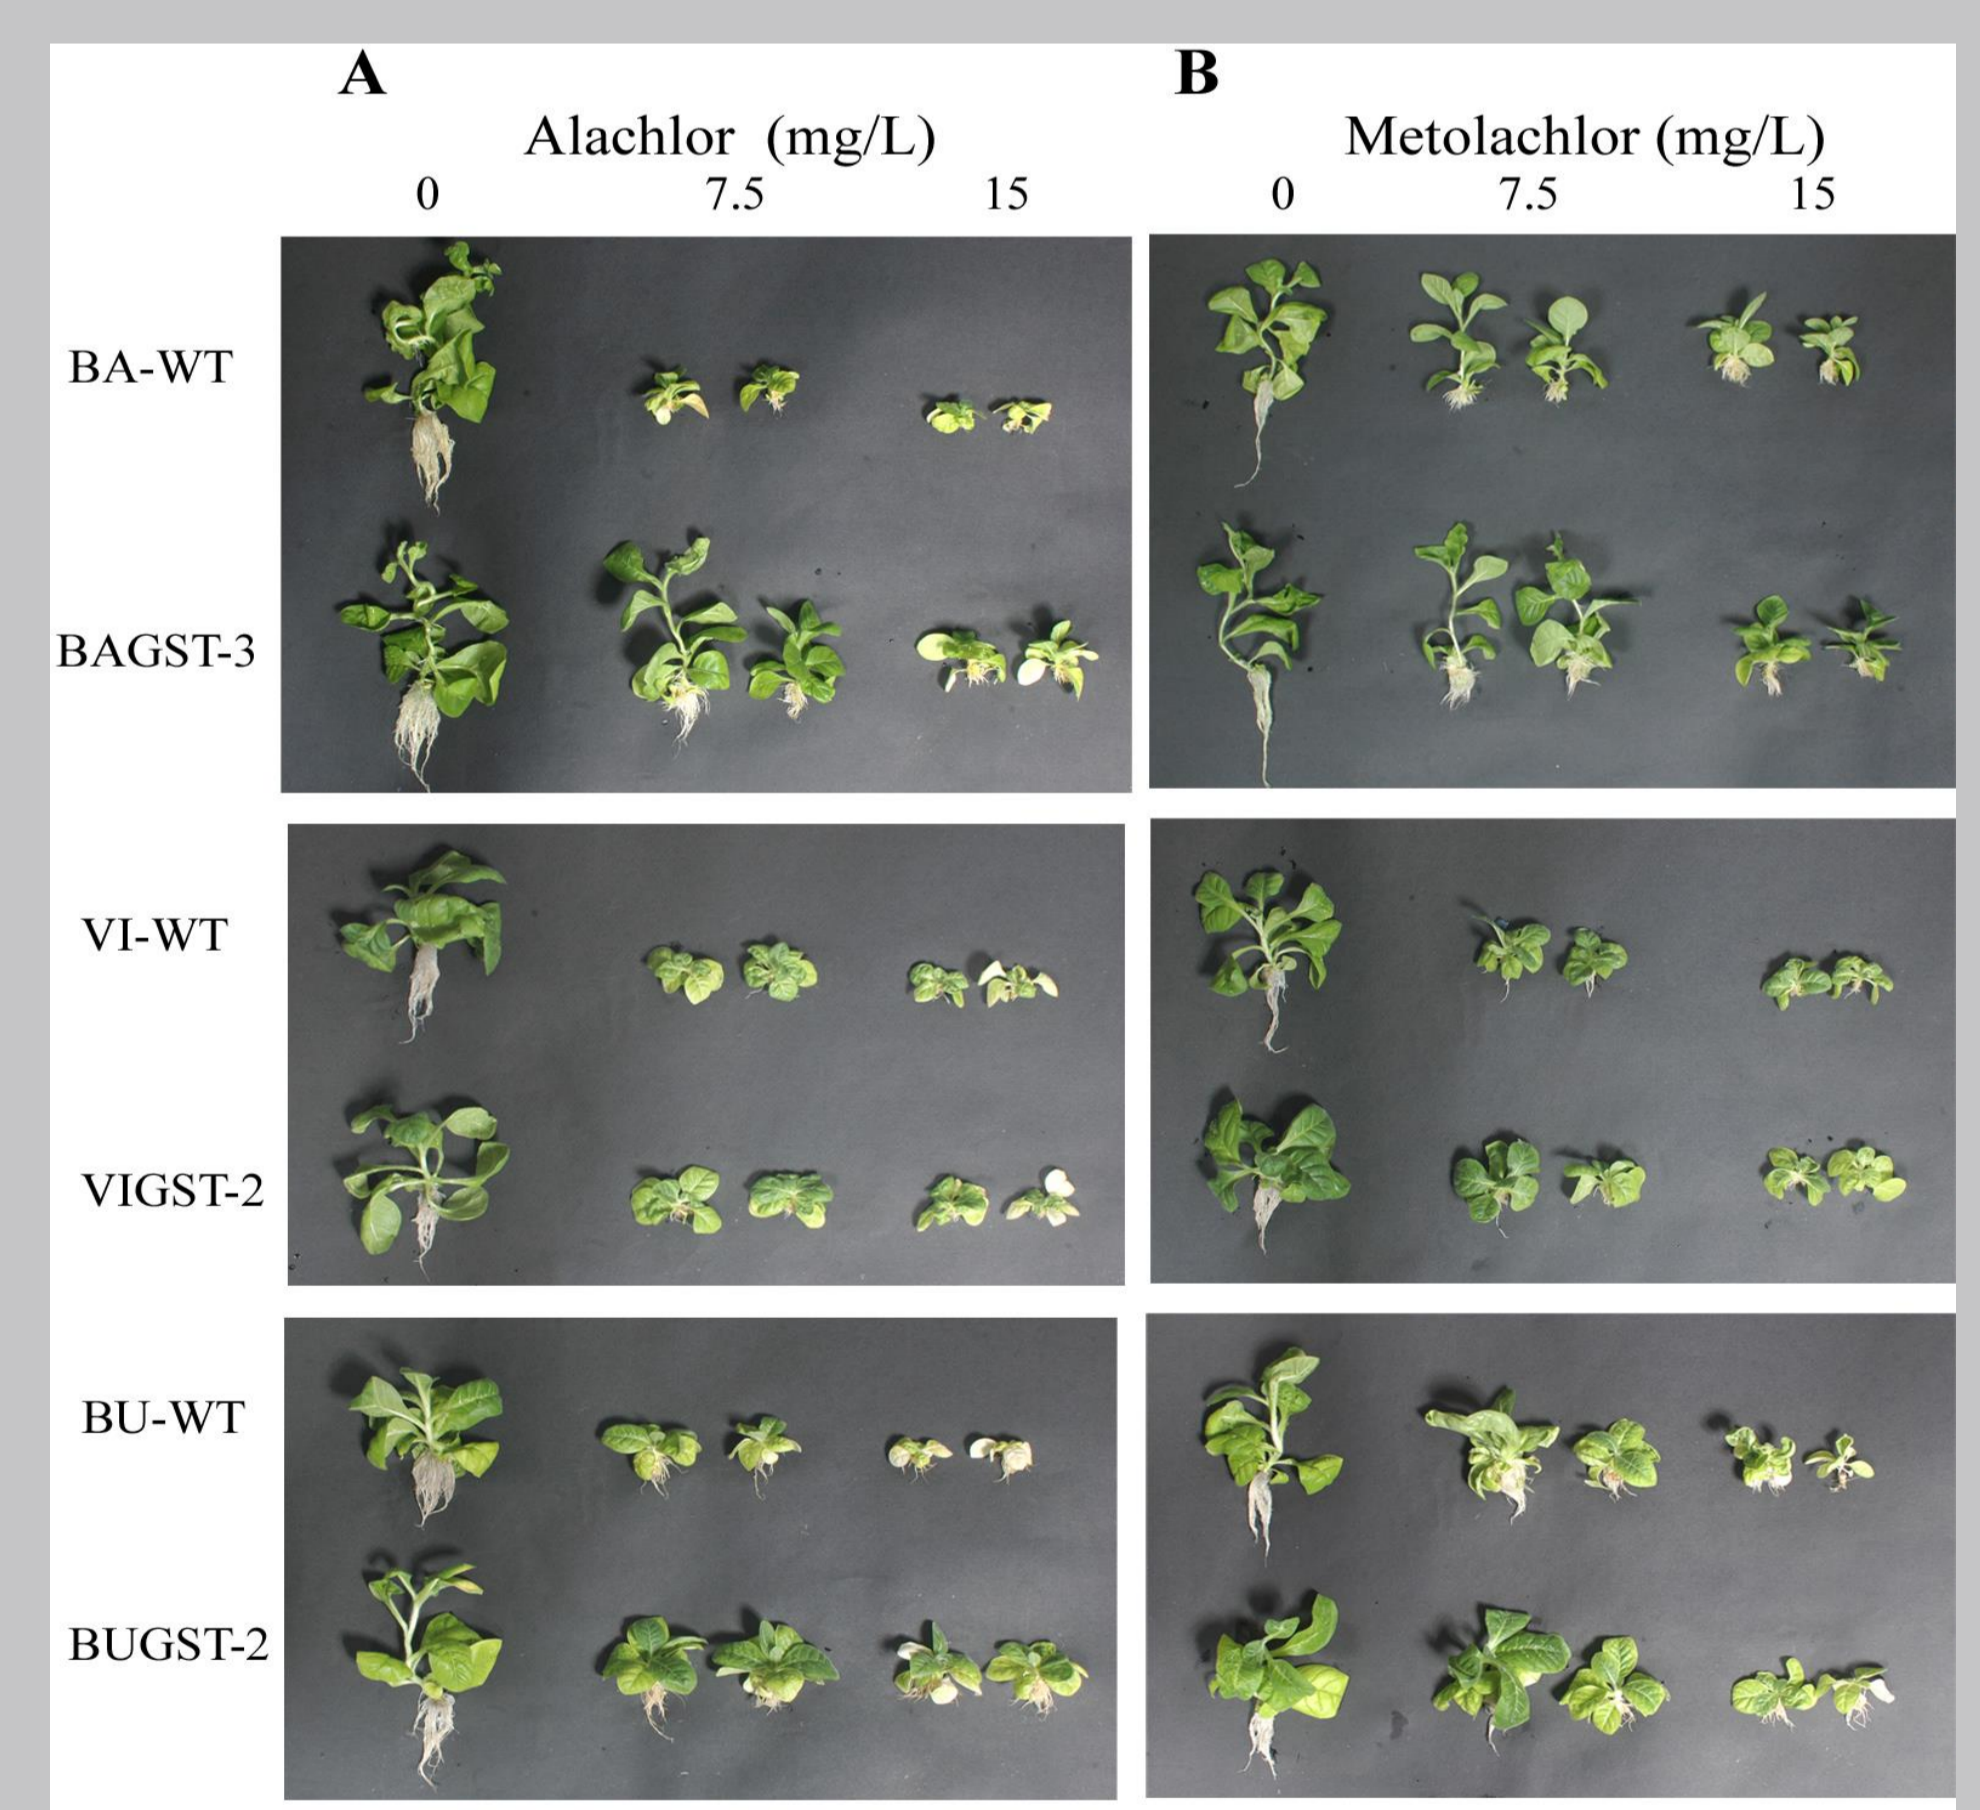 A
B
Alachlor (mg/L)
Metolachlor (mg/L)
0 7.5 15
0 7.5 15
BA-WT
BAGST-3
VI-WT
VIGST-2
BU-WT
BUGST-2